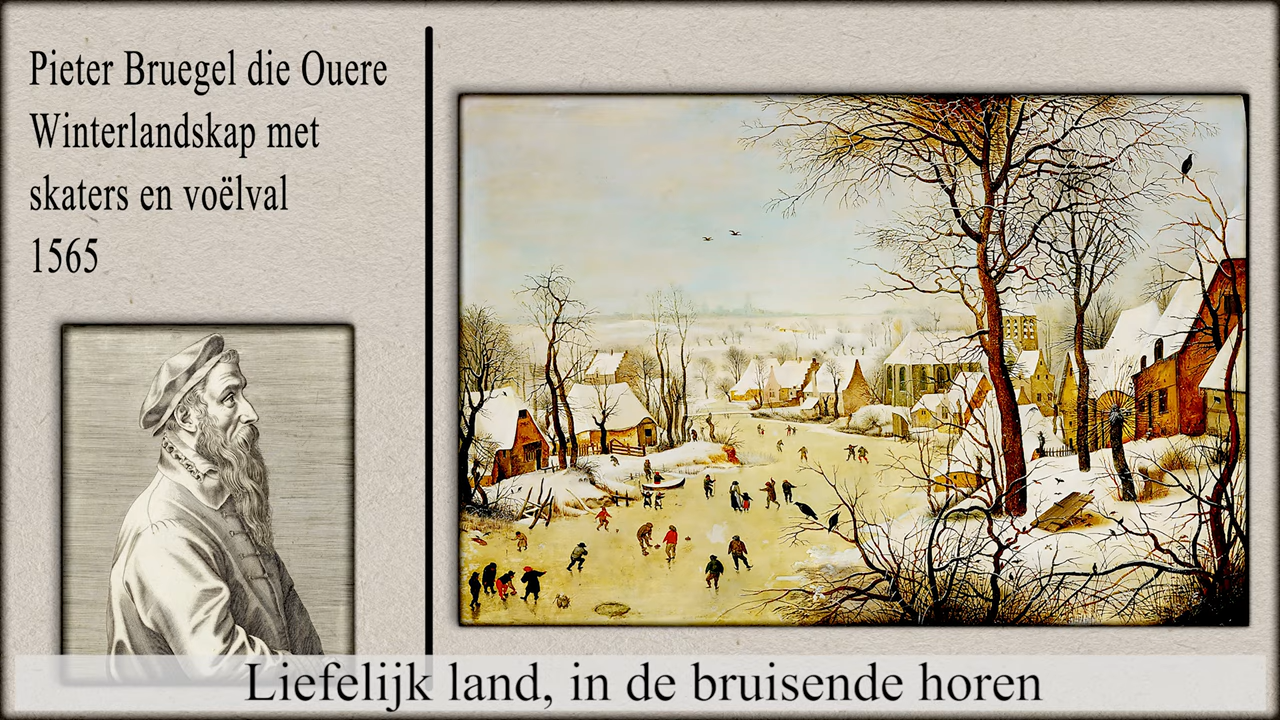 Pieter Bruegel die Ouere
Winterlandskap met
skaters en voëlval
1565
Liefelijk land, in de bruisende horen